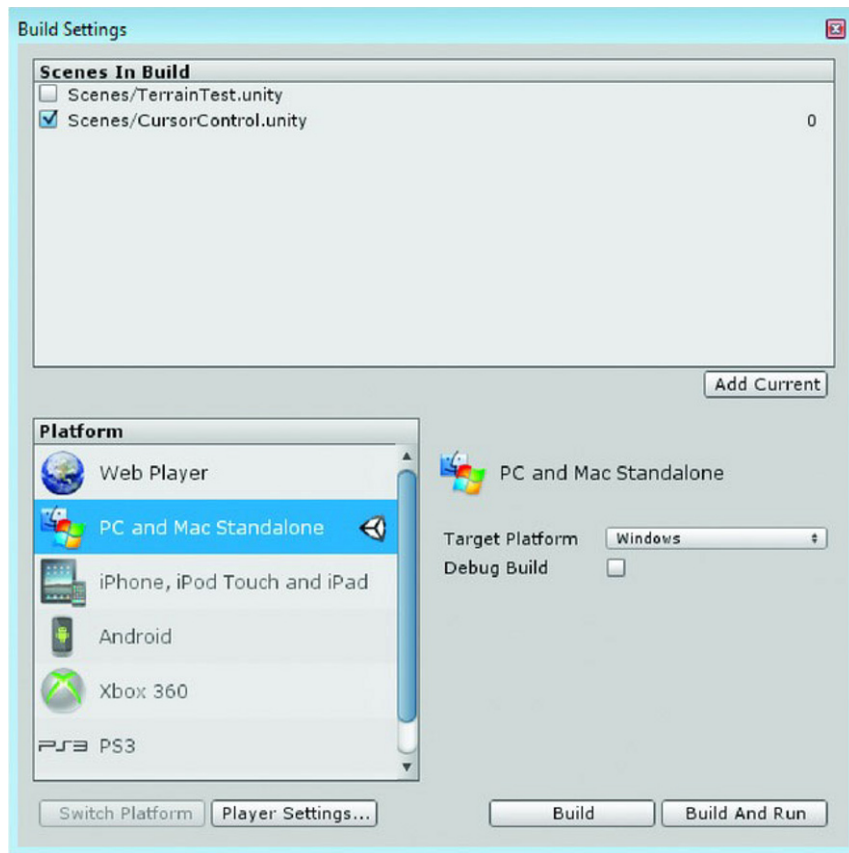 Build Settings
Scenes In Build
Scenes/TerrainTest.unity
Scenes/CursorControl.unity 0
Add Current
Platform
Web Player
PC and Mac Standalone
iPhone, iPod Touch and iPad
Android
Xbox 360
PS3 PS3
PC and Mac Standalone
Target Platform Windows
Debug Build
Switch Platform Player Settings... Build Build And Run